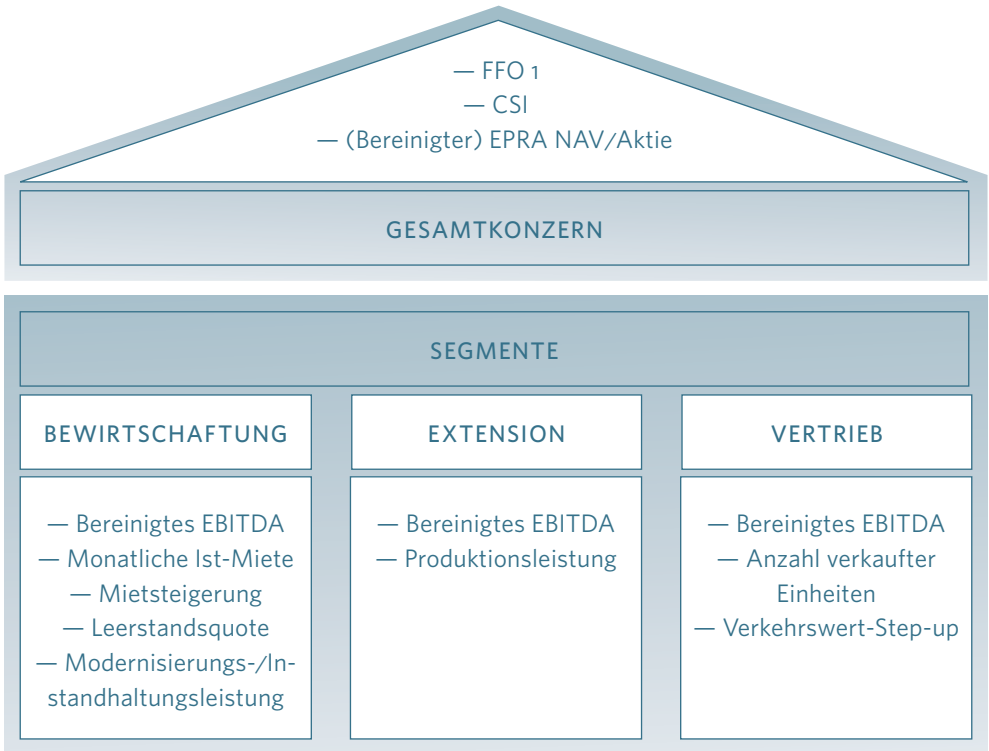 — FFO 1
— CSI
— (Bereinigter) EPRA NAV/Aktie
GESAMTKONZERN
SEGMENTE
BEWIRTSCHAFTUNG
— Bereinigtes EBITDA
— Monatliche Ist-Miete
— Mietsteigerung
— Leerstandsquote
— Modernisierungs-/In-
standhaltungsleistung
EXTENSION
— Bereinigtes EBITDA
— Produktionsleistung
VERTRIEB
— Bereinigtes EBITDA
— Anzahl verkaufter
Einheiten
— Verkehrswert-Step-up